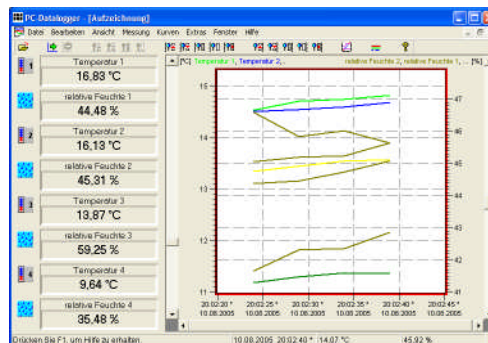 PC-Datalogger - [Aufzeichnung]
Datei Bearbeiten Ansicht Messung Kurven Extras Fenster Hilfe
1
Temperatur 1
16,83 °C
relative Feuchte 1
44,48 %
2
Temperatur 2
16,13 °C
relative Feuchte 2
45,31 %
3
Temperatur 3
13,87 °C
relative Feuchte 3
59,25 %
4
Temperatur 4
9,64 °C
relative Feuchte 4
35,48 %
[°C] Temperatur 1, Temperatur 2, ..
relative Feuchte 2, relative Feuchte 1, ... [%]
15
14
13
12
11
47
46
45
44
43
42
41
20:02:20 * 20:02:25 * 20:02:30 * 20:02:35 * 20:02:40 * 20:02:45 *
10.08.2005 10.08.2005 10.08.2005 10.08.2005 10.08.2005 10.08.2005
Drücken Sie F1, um Hilfe zu erhalten. 10.08.2005 20:02:40 * 14,07 °C 45,92 %